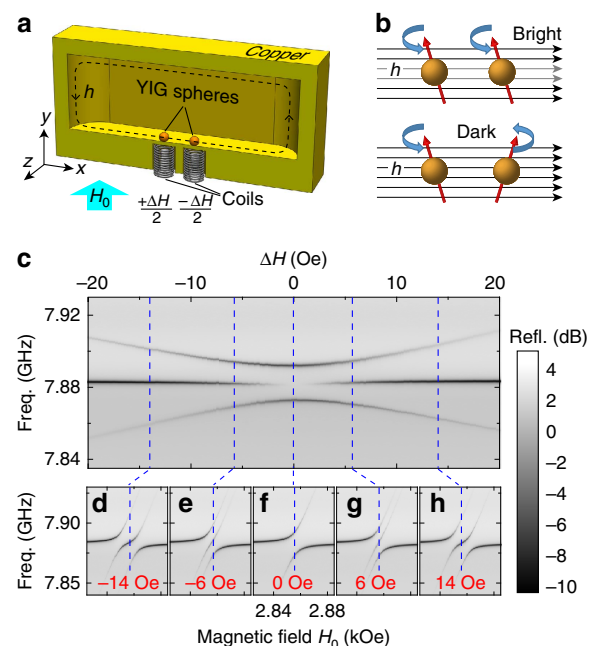 a
Copper
h
YIG spheres
y
z
x
H₀
+ΔH/2 −ΔH/2
Coils
b
Bright
h
Dark
h
c
ΔH (Oe)
−20 −10 0 10 20
Freq. (GHz)
7.92
7.88
7.84
Refl. (dB)
4
2
0
−2
−4
−6
−8
−10
Freq. (GHz)
7.90
7.85
d e f g h
−14 Oe −6 Oe 0 Oe 6 Oe 14 Oe
2.84 2.88
Magnetic field H₀ (kOe)